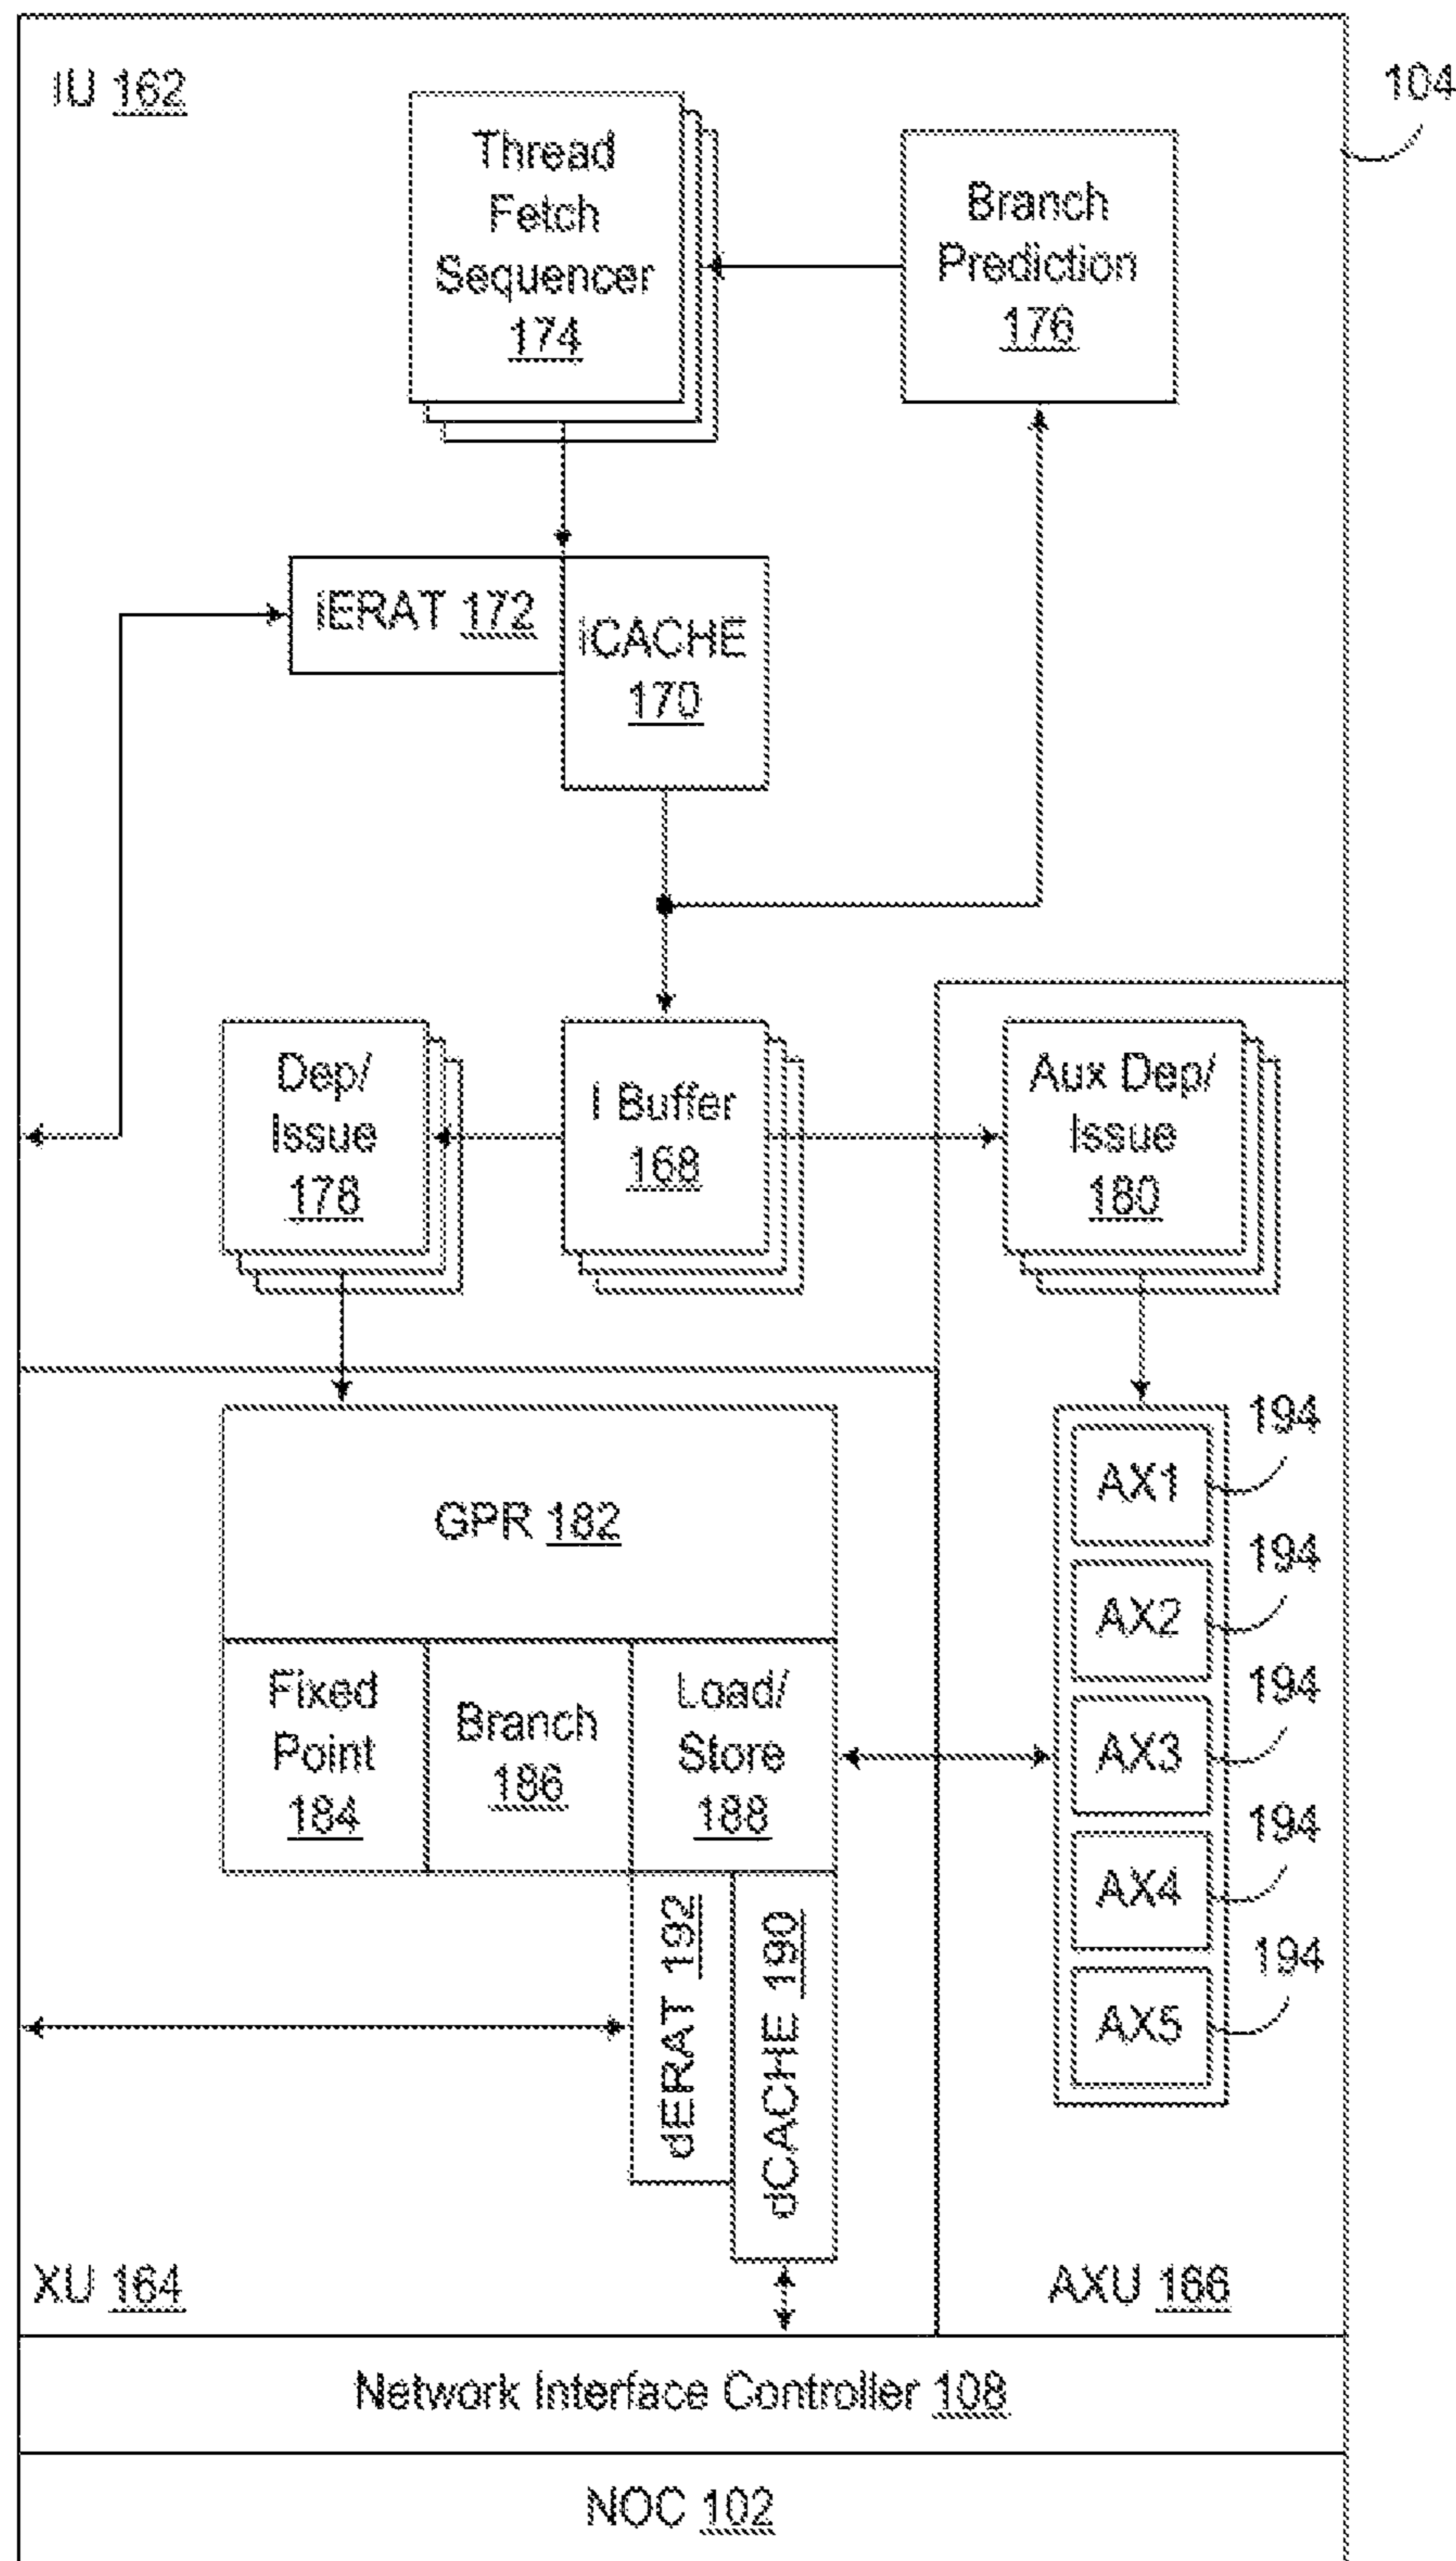 IU 162
104
Thread
Fetch
Sequencer
174
Branch
Prediction
176
iERAT 172
iCACHE
170
Dep/
Issue
178
I Buffer
168
Aux Dep/
Issue
180
GPR 182
Fixed
Point
184
Branch
186
Load/
Store
188
dERAT 192
dCACHE 190
AX1
194
AX2
194
AX3
194
AX4
194
AX5
194
XU 164
AXU 166
Network Interface Controller 108
NOC 102